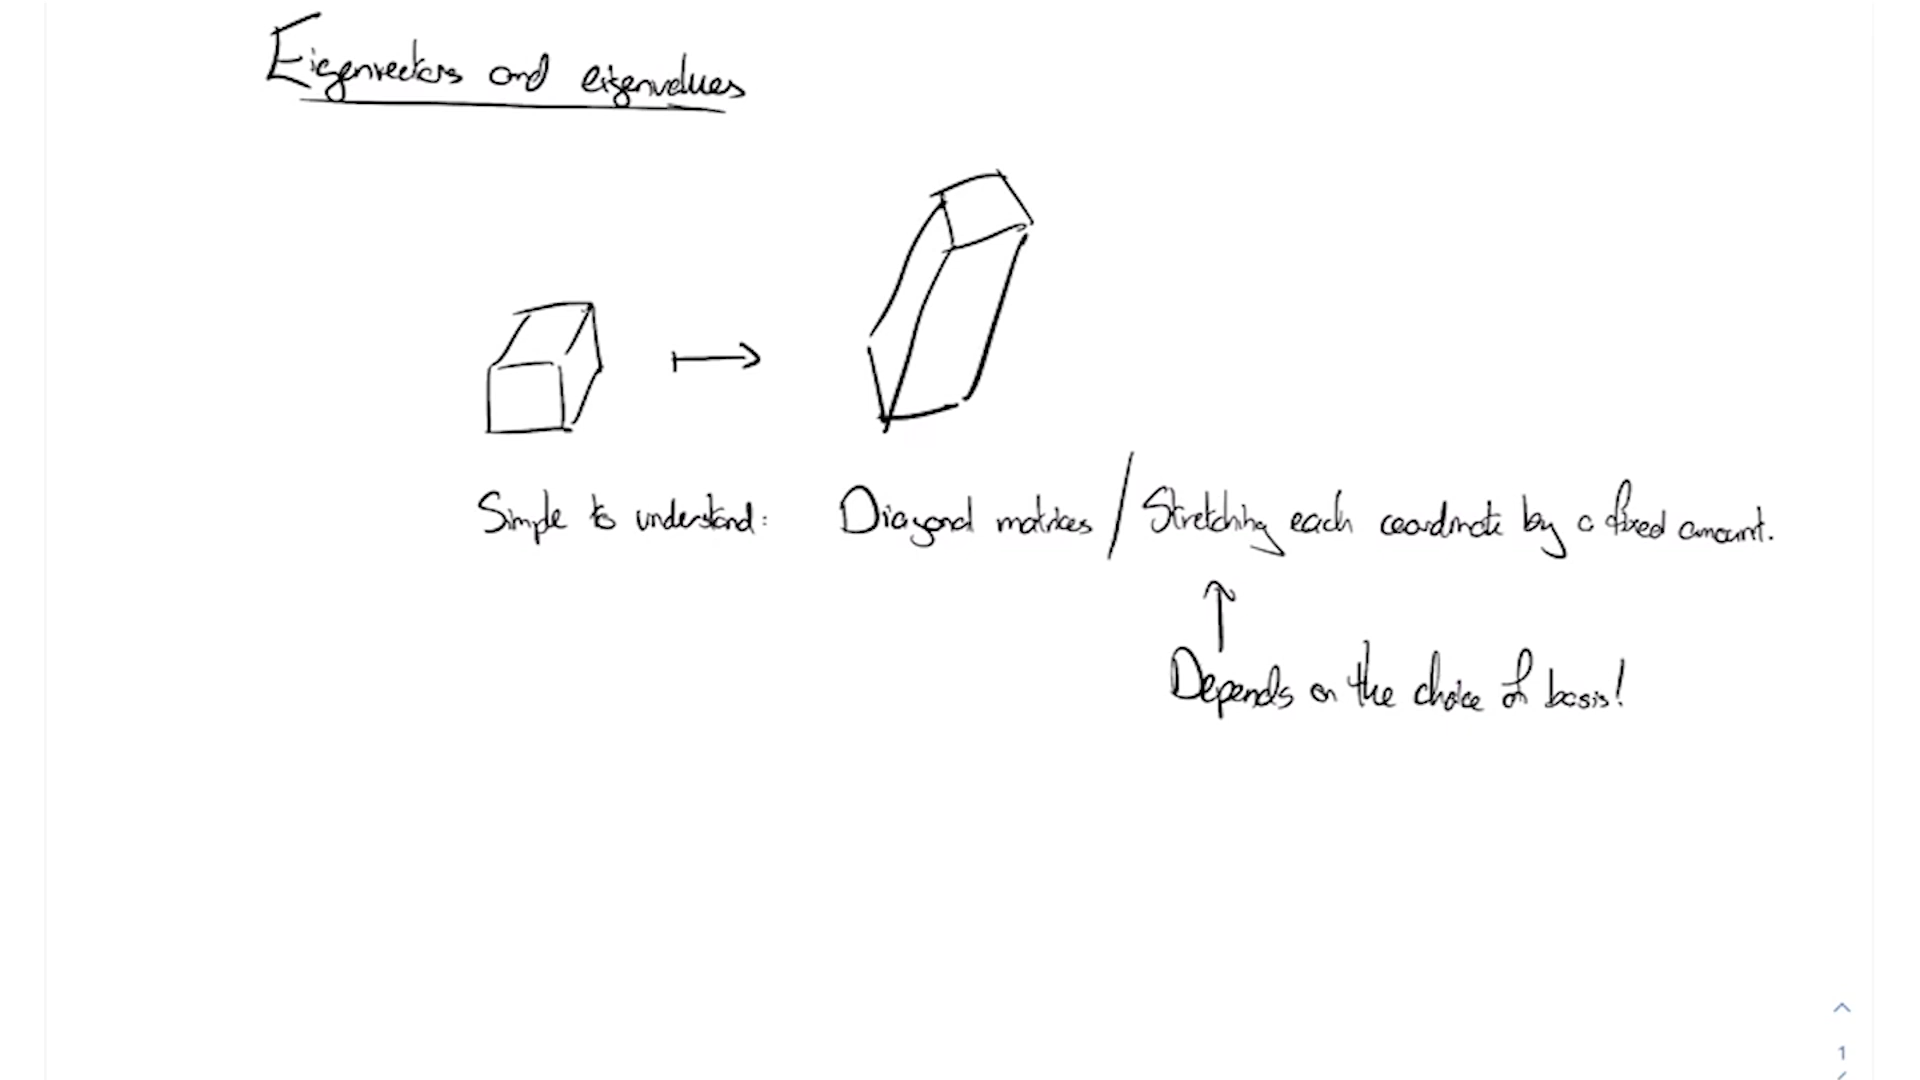 Eigenvectors and eigenvalues
Simple to understand: Diagonal matrices / Stretching each coordinate by a fixed amount.
Depends on the choice of basis!
1